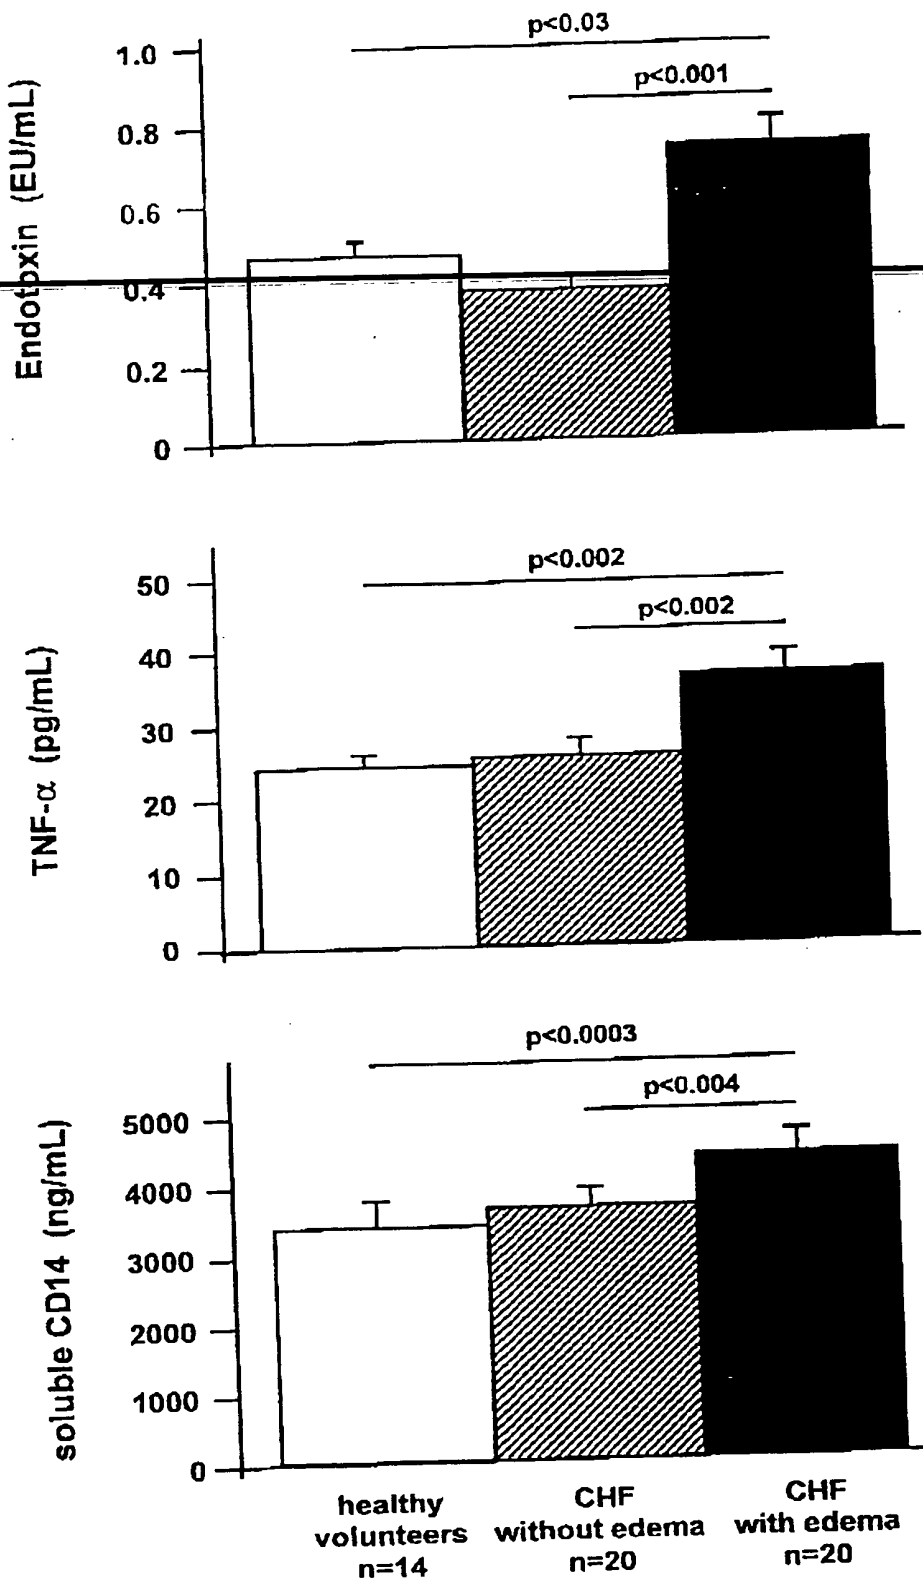 p<0.03
p<0.001
Endotoxin (EU/mL)
1.0
0.8
0.6
0.4
0.2
0
p<0.002
p<0.002
TNF-α (pg/mL)
50
40
30
20
10
0
p<0.0003
p<0.004
soluble CD14 (ng/mL)
5000
4000
3000
2000
1000
0
healthy
volunteers
n=14
CHF
without edema
n=20
CHF
with edema
n=20